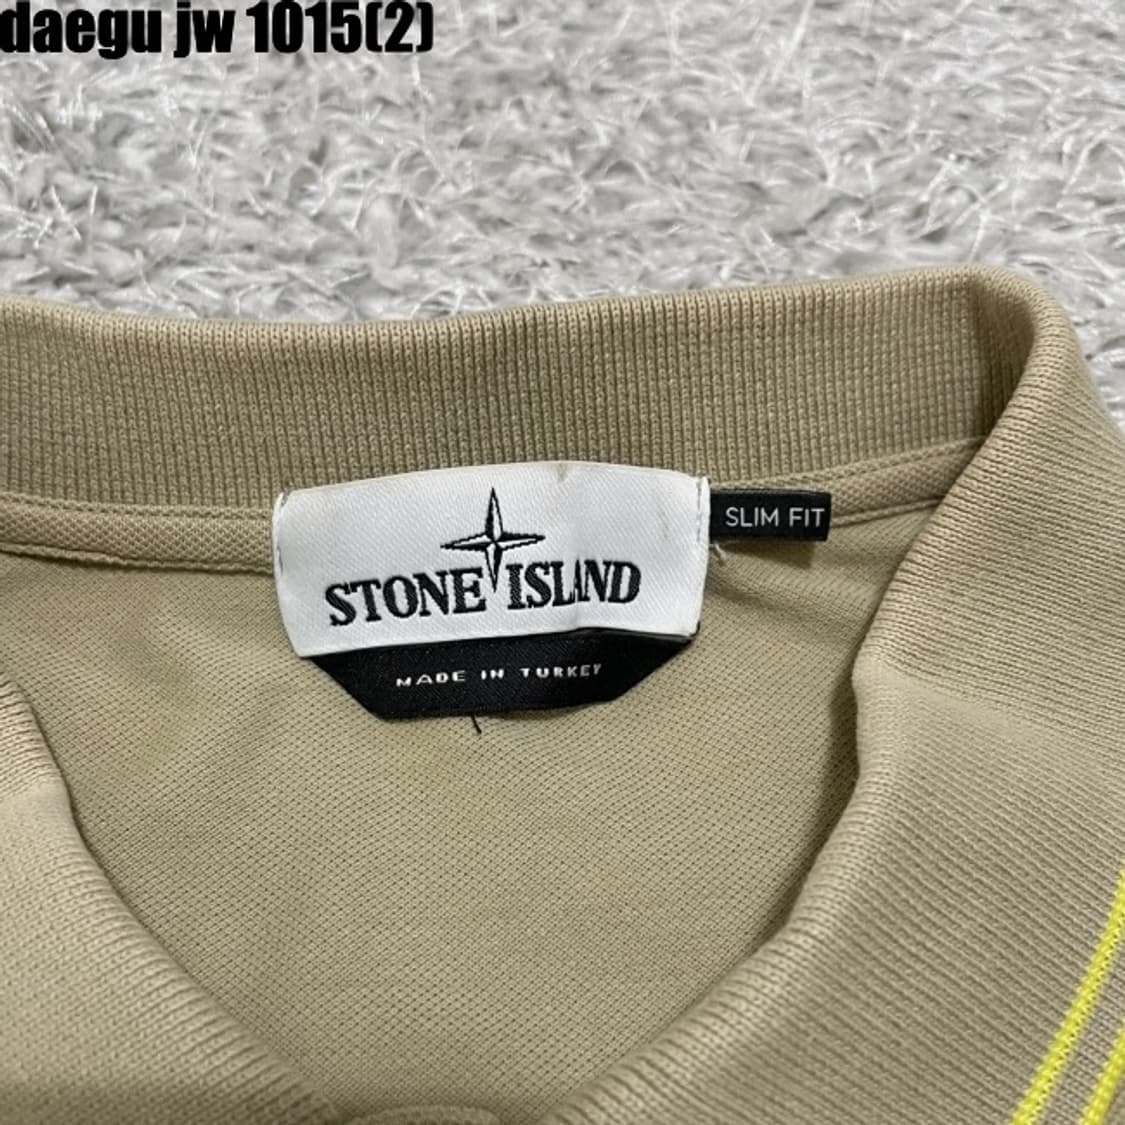 daegu jw 1015(2)
STONE ISLAND
SLIM FIT
MADE IN TURKEY